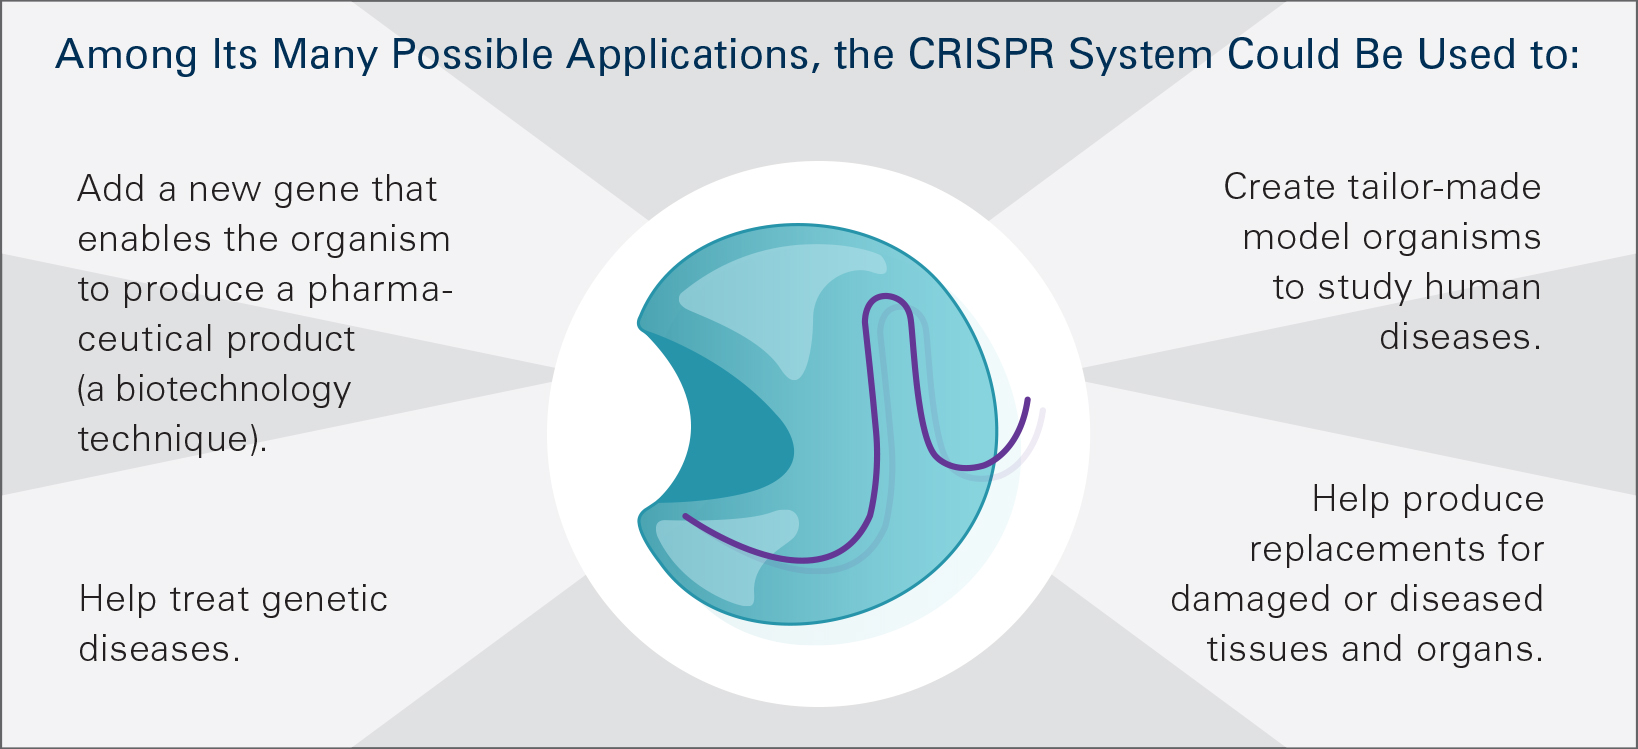 Among Its Many Possible Applications, the CRISPR System Could Be Used to:
Add a new gene that
enables the organism
to produce a pharma-
ceutical product
(a biotechnology
technique).
Help treat genetic
diseases.
Create tailor-made
model organisms
to study human
diseases.
Help produce
replacements for
damaged or diseased
tissues and organs.